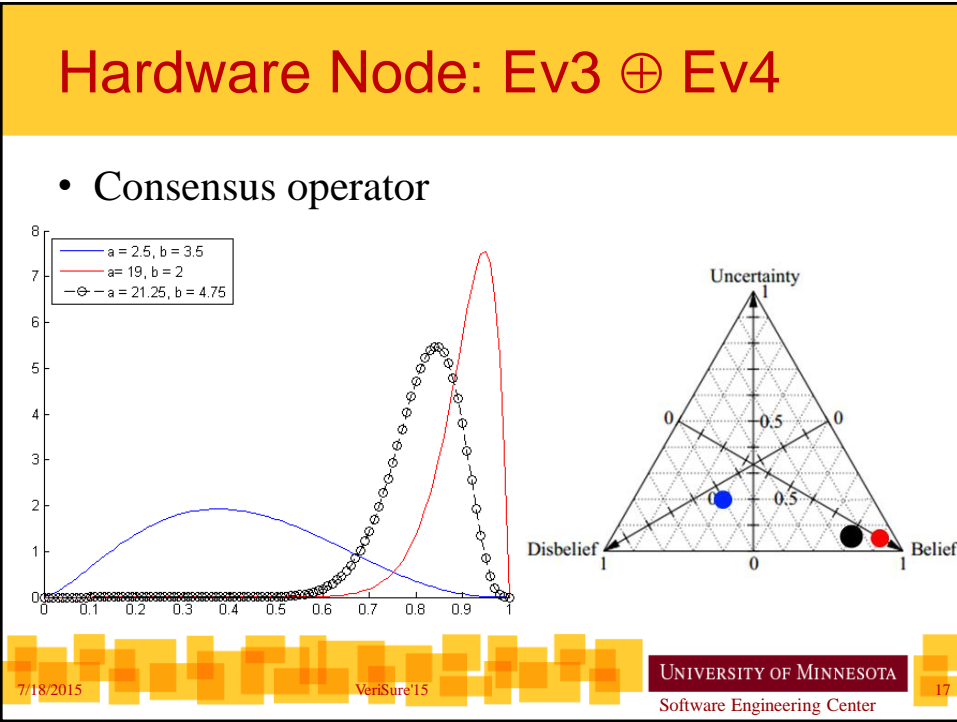 Hardware Node: Ev3 ⊕ Ev4
• Consensus operator
8
7
6
5
4
3
2
1
0
a = 2.5, b = 3.5
a= 19, b = 2
a = 21.25, b = 4.75
0 0.1 0.2 0.3 0.4 0.5 0.6 0.7 0.8 0.9 1
Uncertainty
1
0 0.5 0
0 0.5
Disbelief Belief
1 0 1
7/18/2015 VeriSure'15 17
UNIVERSITY OF MINNESOTA
Software Engineering Center